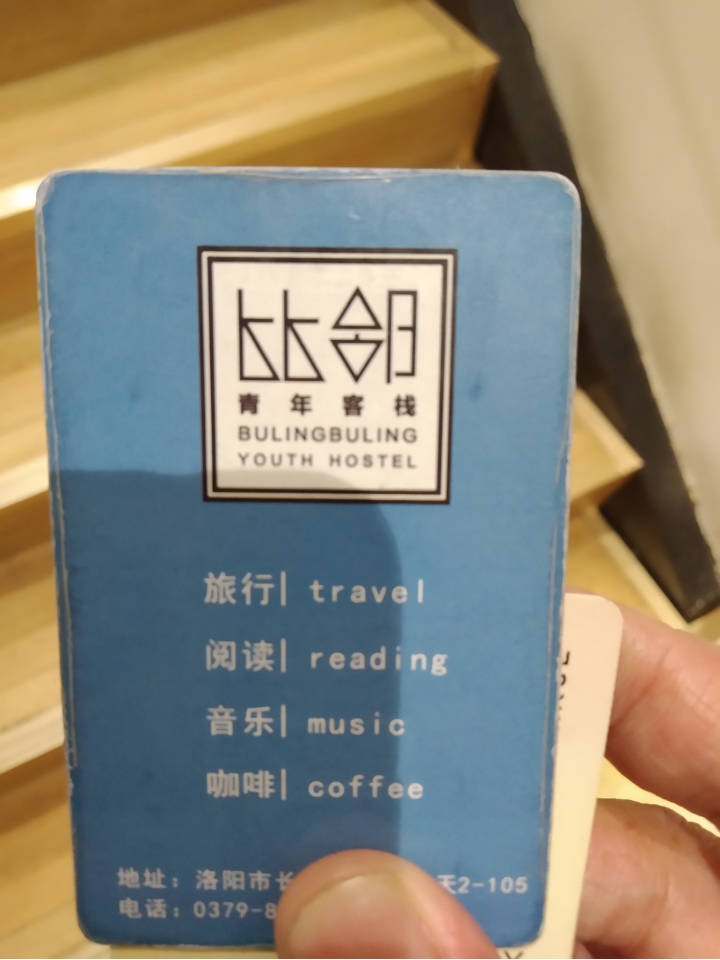 比邻
青年客栈
BULINGBULING
YOUTH HOSTEL
旅行| travel
阅读| reading
音乐| music
咖啡| coffee
地址：洛阳市长 天2-105
电话：0379-8